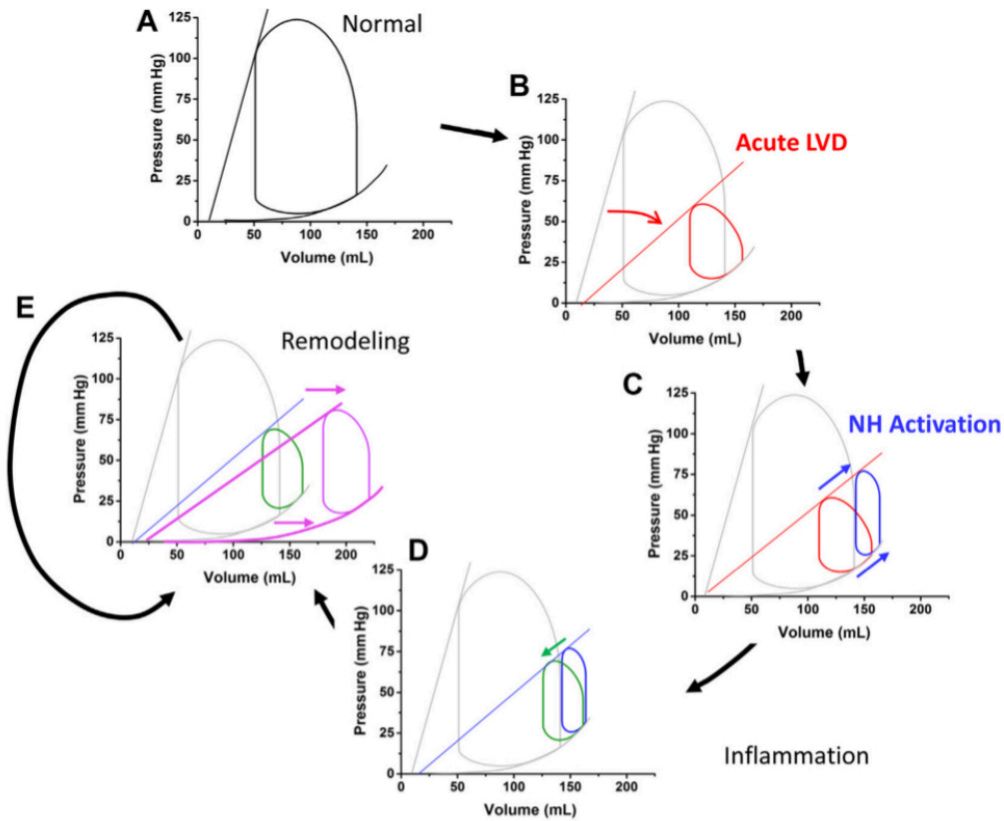 A
Normal
Pressure (mm Hg)
125
100
75
50
25
0
0 50 100 150 200
Volume (mL)
B
Acute LVD
Pressure (mm Hg)
125
100
75
50
25
0
0 50 100 150 200
Volume (mL)
C
NH Activation
Pressure (mm Hg)
125
100
75
50
25
0
0 50 100 150 200
Volume (mL)
D
Inflammation
Pressure (mm Hg)
125
100
75
50
25
0
0 50 100 150 200
Volume (mL)
E
Remodeling
Pressure (mm Hg)
125
100
75
50
25
0
0 50 100 150 200
Volume (mL)